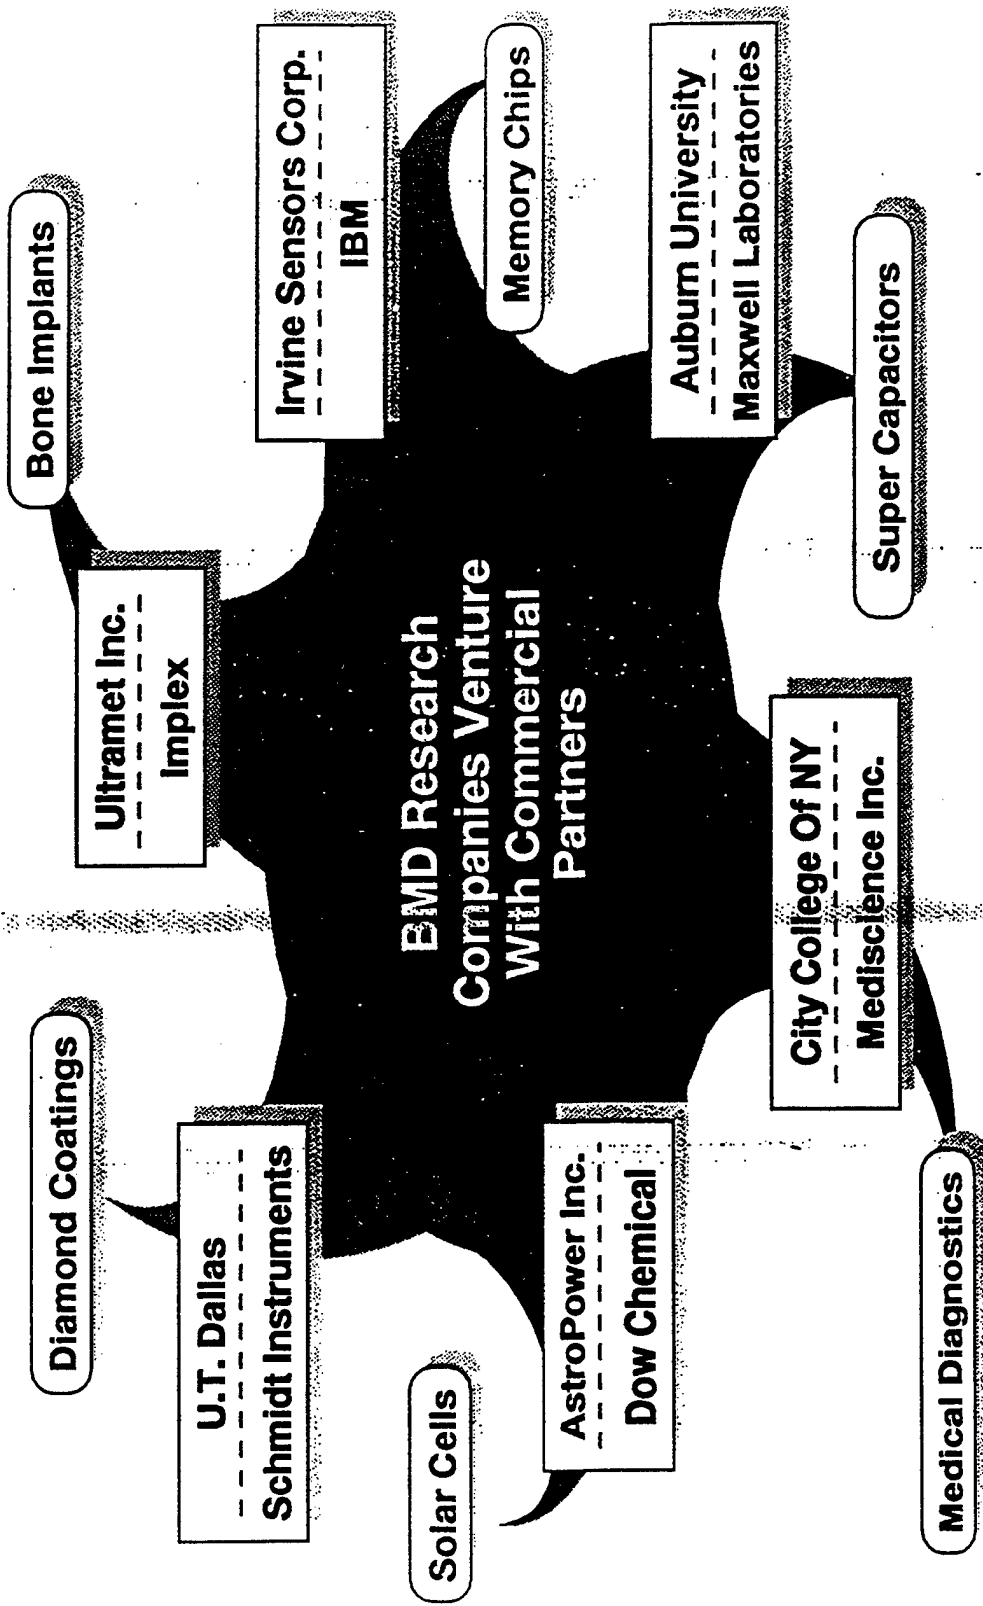 Diamond Coatings
Bone Implants
U.T. Dallas
Schmidt Instruments
Ultramet Inc.
Implex
Irvine Sensors Corp.
IBM
Solar Cells
BMD Research
Companies Venture
With Commercial
Partners
Memory Chips
AstroPower Inc.
Dow Chemical
Auburn University
Maxwell Laboratories
City College Of NY
Mediscience Inc.
Super Capacitors
Medical Diagnostics